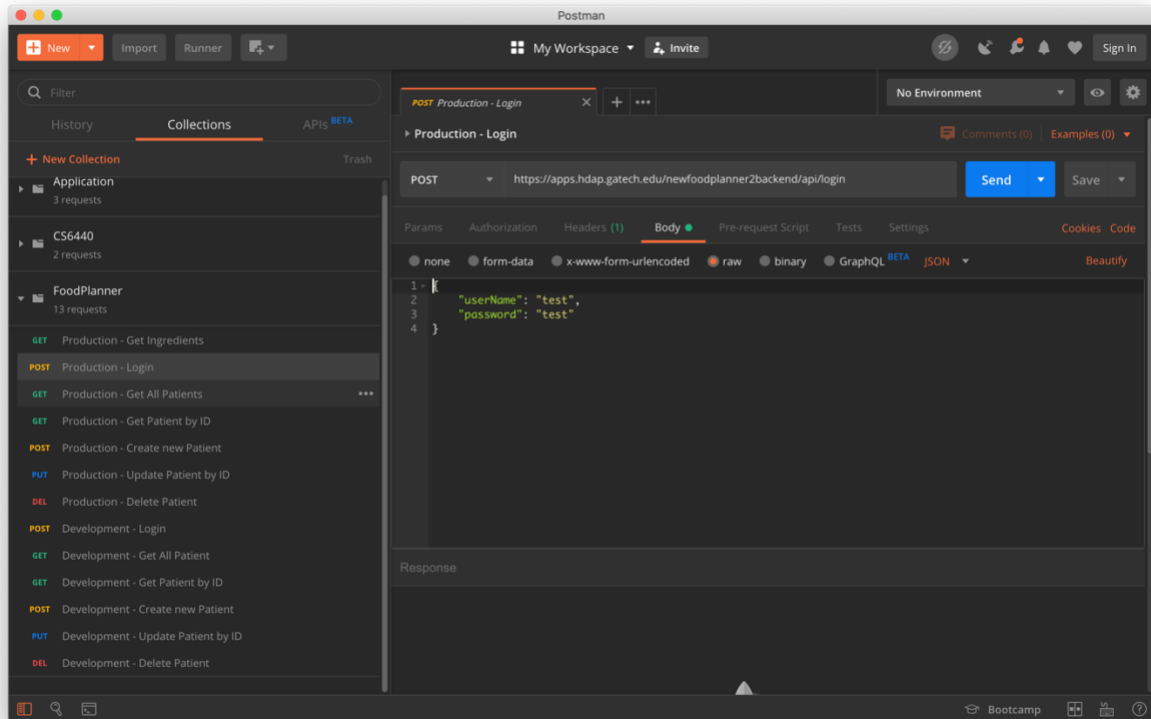 Postman
New
Import
Runner
My Workspace
Invite
Sign In
Filter
History
Collections
APIs BETA
New Collection
Trash
Application
3 requests
CS6440
2 requests
FoodPlanner
13 requests
GET Production - Get Ingredients
POST Production - Login
GET Production - Get All Patients
GET Production - Get Patient by ID
POST Production - Create new Patient
PUT Production - Update Patient by ID
DEL Production - Delete Patient
POST Development - Login
GET Development - Get All Patient
GET Development - Get Patient by ID
POST Development - Create new Patient
PUT Development - Update Patient by ID
DEL Development - Delete Patient
POST Production - Login
No Environment
Production - Login
Comments (0)
Examples (0)
POST
https://apps.hdap.gatech.edu/newfoodplanner2backend/api/login
Send
Save
Params
Authorization
Headers (1)
Body
Pre-request Script
Tests
Settings
Cookies
Code
none
form-data
x-www-form-urlencoded
raw
binary
GraphQL BETA
JSON
Beautify
1 {
2 "userName": "test",
3 "password": "test"
4 }
Response
Bootcamp